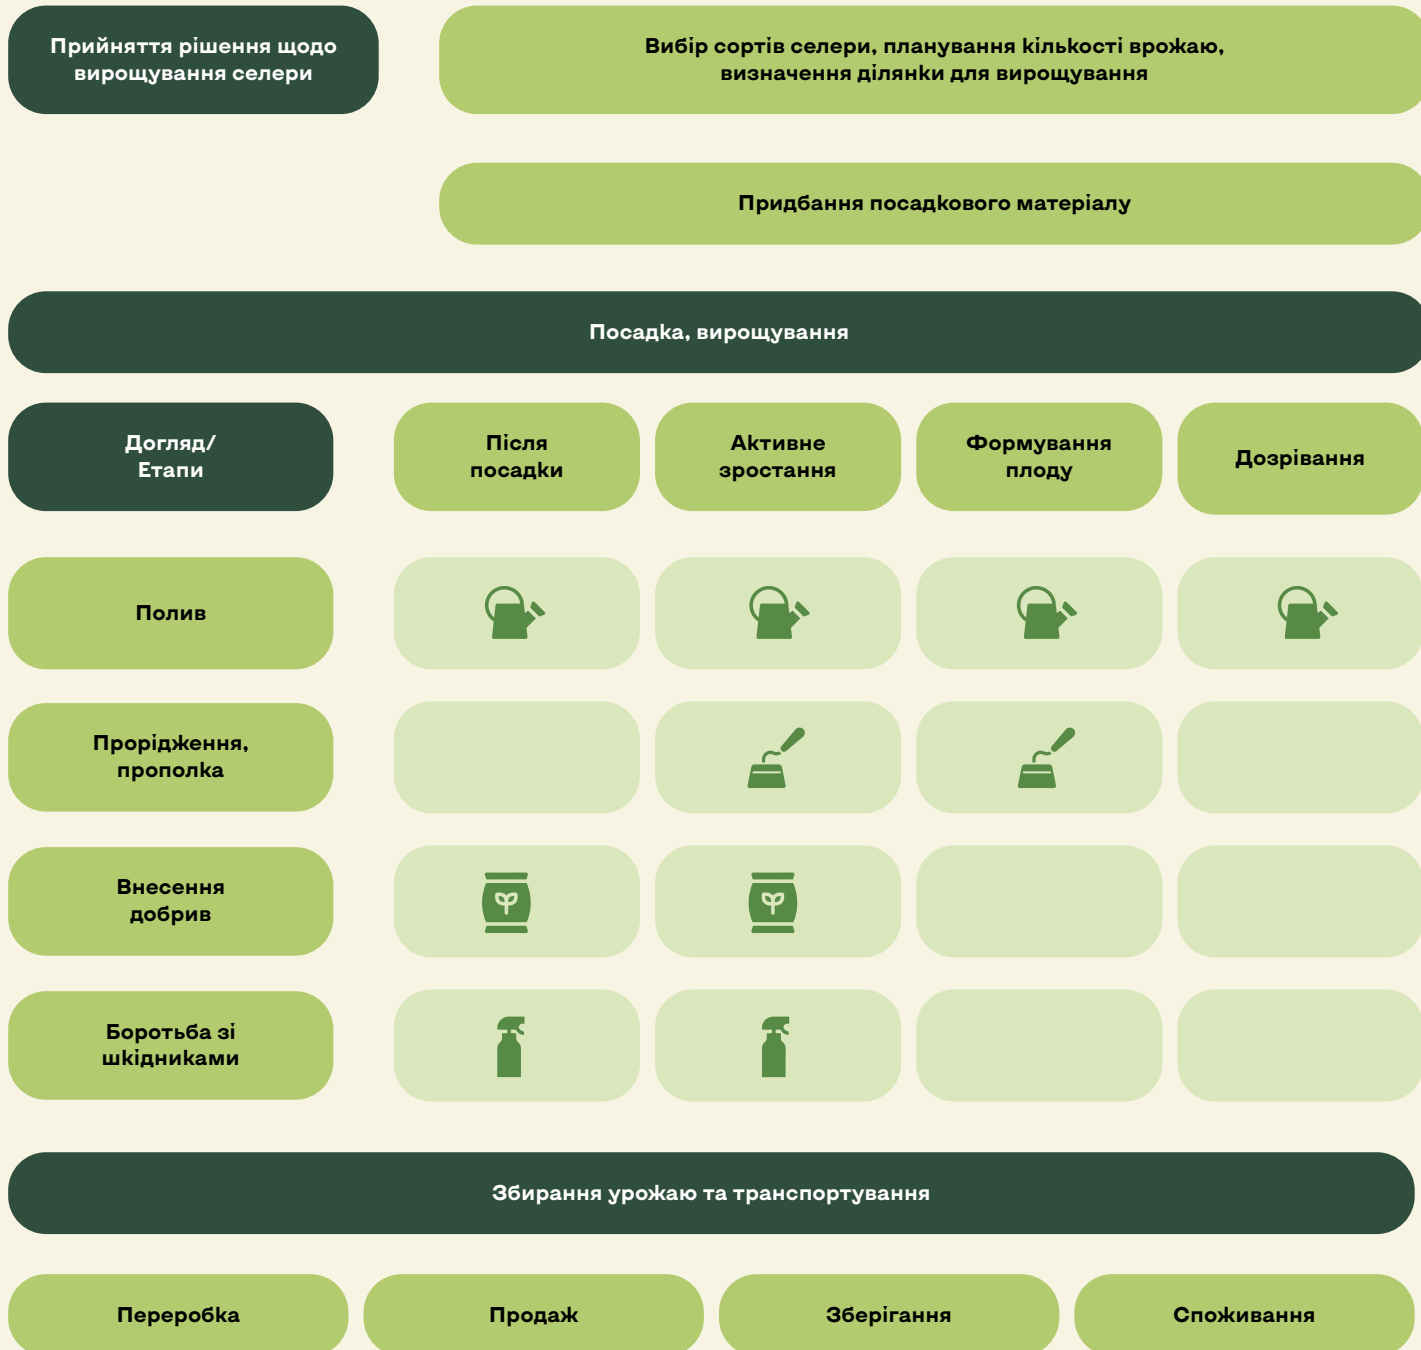 Прийняття рішення щодо
вирощування селери
Вибір сортів селери, планування кількості врожаю,
визначення ділянки для вирощування
Придбання посадкового матеріалу
Посадка, вирощування
Догляд/
Етапи
Після
посадки
Активне
зростання
Формування
плоду
Дозрівання
Полив
Прорідження,
прополка
Внесення
добрив
Боротьба зі
шкідниками
Збирання урожаю та транспортування
Переробка
Продаж
Зберігання
Споживання